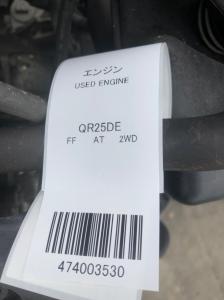 エンジン
USED ENGINE
QR25DE
FF AT 2WD
474003530